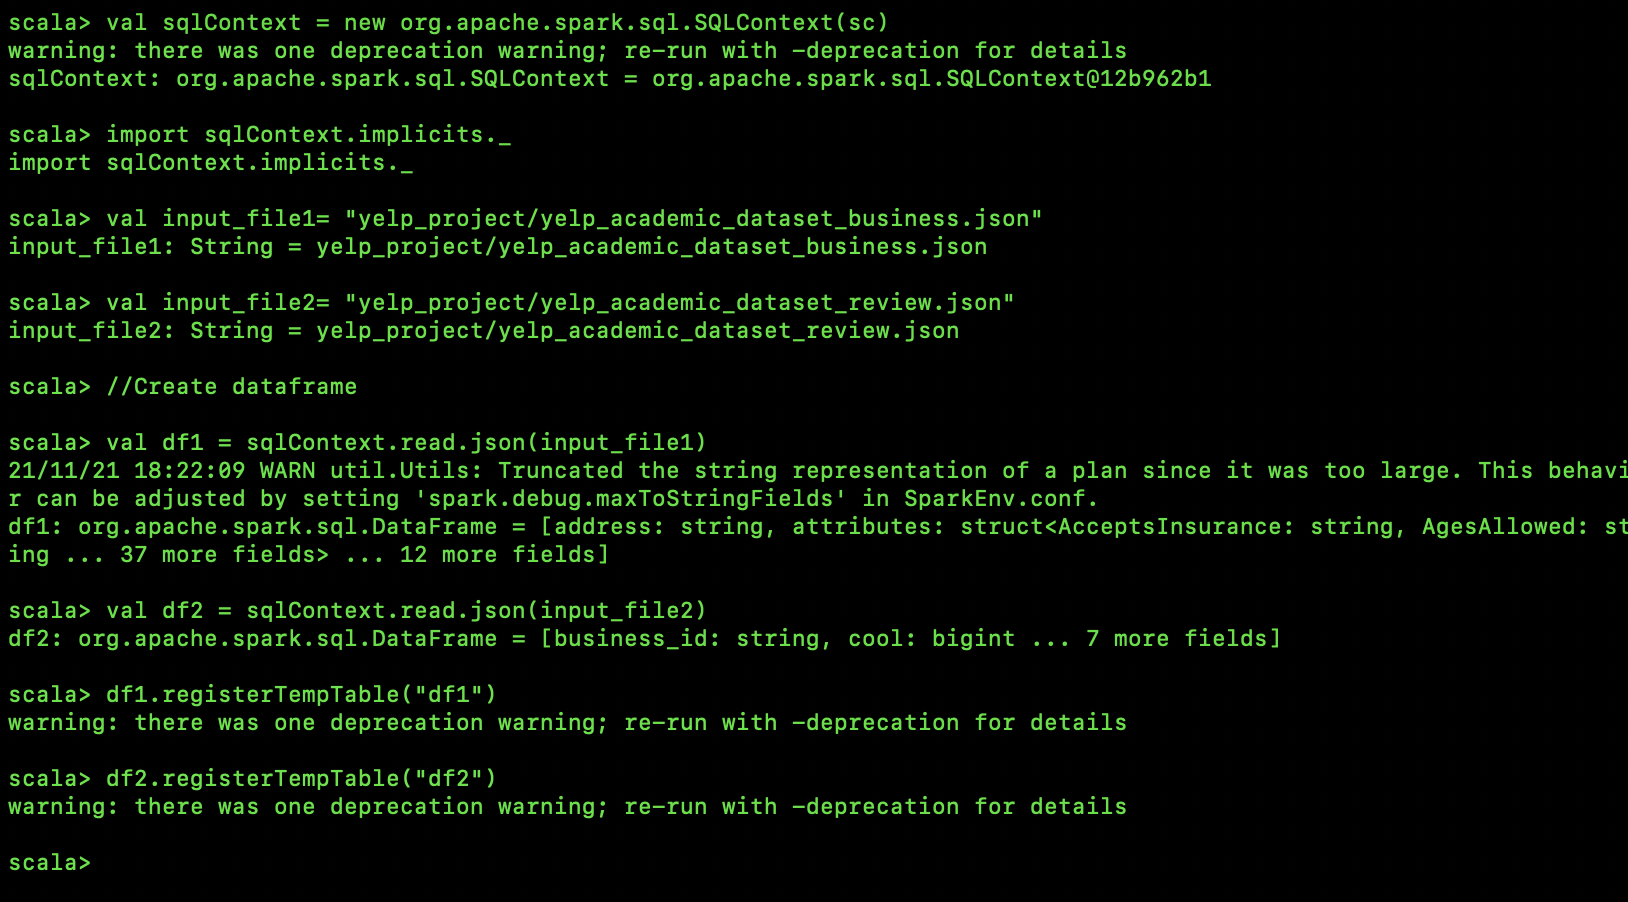 scala> val sqlContext = new org.apache.spark.sql.SQLContext(sc)
warning: there was one deprecation warning; re-run with -deprecation for details
sqlContext: org.apache.spark.sql.SQLContext = org.apache.spark.sql.SQLContext@12b962b1
scala> import sqlContext.implicits._
import sqlContext.implicits._
scala> val input_file1= "yelp_project/yelp_academic_dataset_business.json"
input_file1: String = yelp_project/yelp_academic_dataset_business.json
scala> val input_file2= "yelp_project/yelp_academic_dataset_review.json"
input_file2: String = yelp_project/yelp_academic_dataset_review.json
scala> //Create dataframe
scala> val df1 = sqlContext.read.json(input_file1)
21/11/21 18:22:09 WARN util.Utils: Truncated the string representation of a plan since it was too large. This behavi
r can be adjusted by setting 'spark.debug.maxToStringFields' in SparkEnv.conf.
df1: org.apache.spark.sql.DataFrame = [address: string, attributes: struct<AcceptsInsurance: string, AgesAllowed: st
ing ... 37 more fields> ... 12 more fields]
scala> val df2 = sqlContext.read.json(input_file2)
df2: org.apache.spark.sql.DataFrame = [business_id: string, cool: bigint ... 7 more fields]
scala> df1.registerTempTable("df1")
warning: there was one deprecation warning; re-run with -deprecation for details
scala> df2.registerTempTable("df2")
warning: there was one deprecation warning; re-run with -deprecation for details
scala>